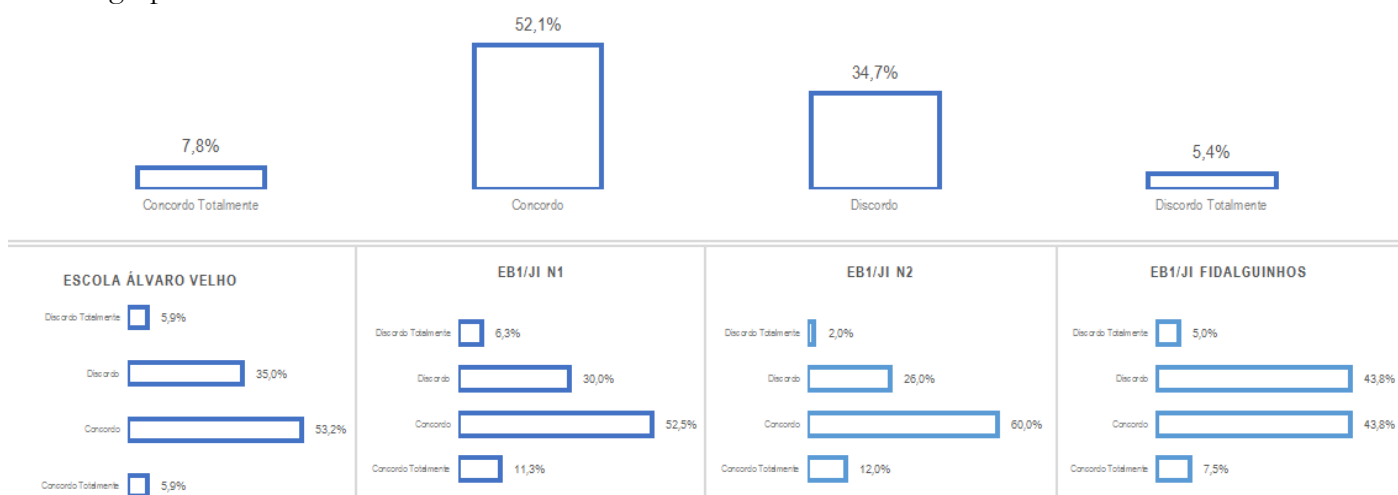 52,1%
34,7%
7,8%
5,4%
Concordo Totalmente
Concordo
Discordo
Discordo Totalmente
ESCOLA ÁLVARO VELHO
Discordo Totalmente
5,9%
Discordo
35,0%
Concordo
53,2%
Concordo Totalmente
5,9%
EB1/JI N1
Discordo Totalmente
6,3%
Discordo
30,0%
Concordo
52,5%
Concordo Totalmente
11,3%
EB1/JI N2
Discordo Totalmente
2,0%
Discordo
26,0%
Concordo
60,0%
Concordo Totalmente
12,0%
EB1/JI FIDALGUINHOS
Discordo Totalmente
5,0%
Discordo
43,8%
Concordo
43,8%
Concordo Totalmente
7,5%